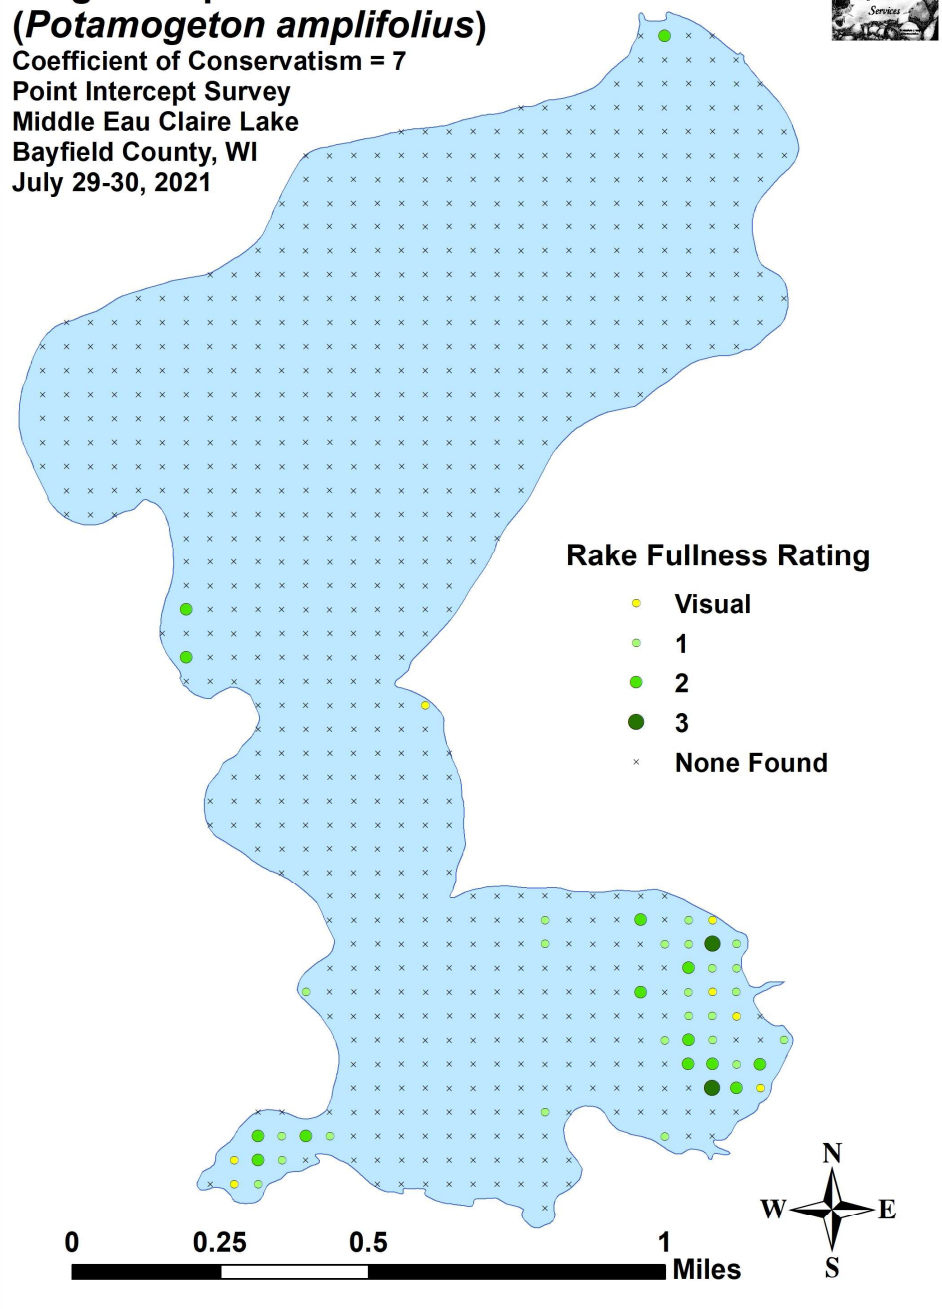 (Potamogeton amplifolius)
Coefficient of Conservatism = 7
Point Intercept Survey
Middle Eau Claire Lake
Bayfield County, WI
July 29-30, 2021
Services
Rake Fullness Rating
Visual
1
2
3
None Found
N
W E
S
0 0.25 0.5 1
Miles